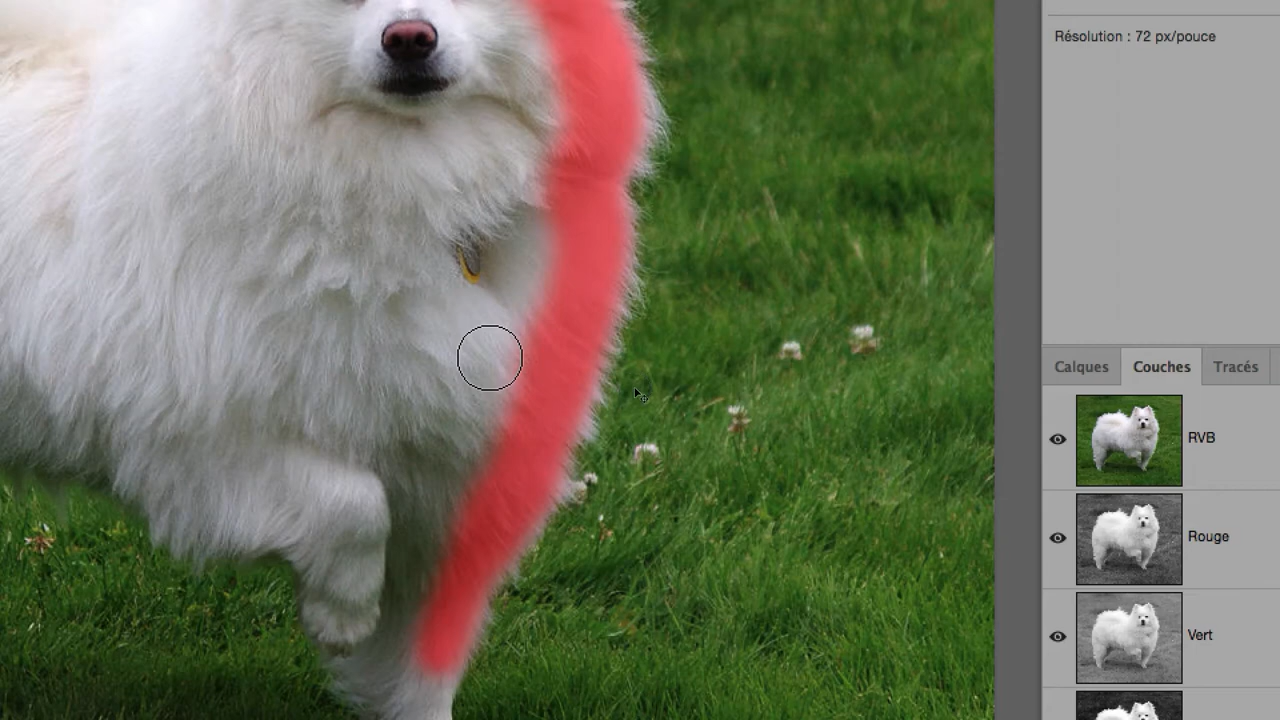 Résolution : 72 px/pouce
Calques Couches Tracés
RVB
Rouge
Vert